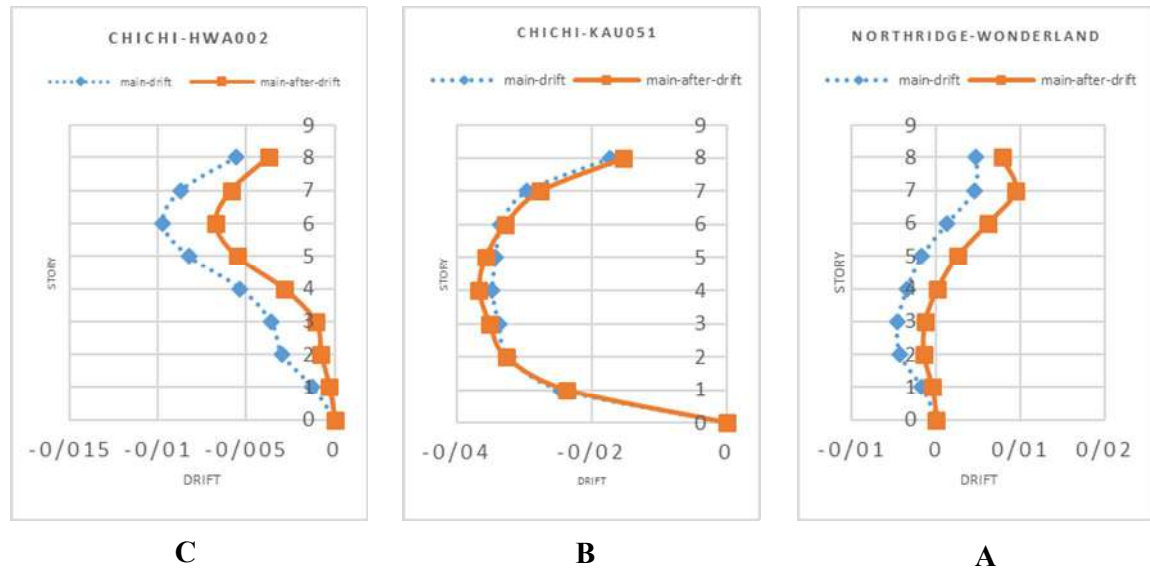 CHICHI-HWA002
main-drift main-after-drift
9
8
7
6
5
4
3
2
1
0
STORY
-0/015 -0/01 -0/005 0
DRIFT
C
CHICHI-KAU051
main-drift main-after-drift
9
8
7
6
5
4
3
2
1
0
STORY
-0/04 -0/02 0
DRIFT
B
NORTHRIDGE-WONDERLAND
main-drift main-after-drift
9
8
7
6
5
4
3
2
1
0
STORY
-0/01 0 0/01 0/02
DRIFT
A